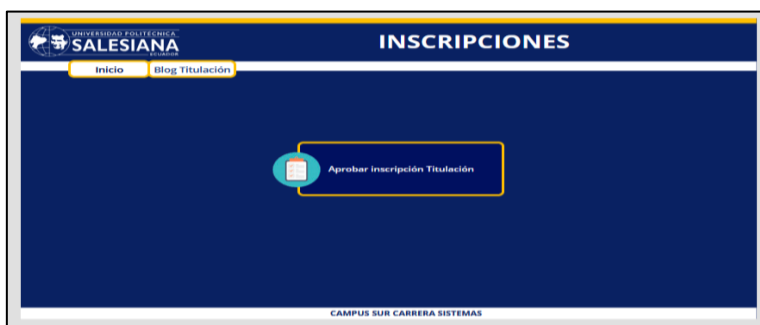 UNIVERSIDAD POLITÉCNICA
SALESIANA
ECUADOR
INSCRIPCIONES
Inicio
Blog Titulación
Aprobar inscripción Titulación
CAMPUS SUR CARRERA SISTEMAS